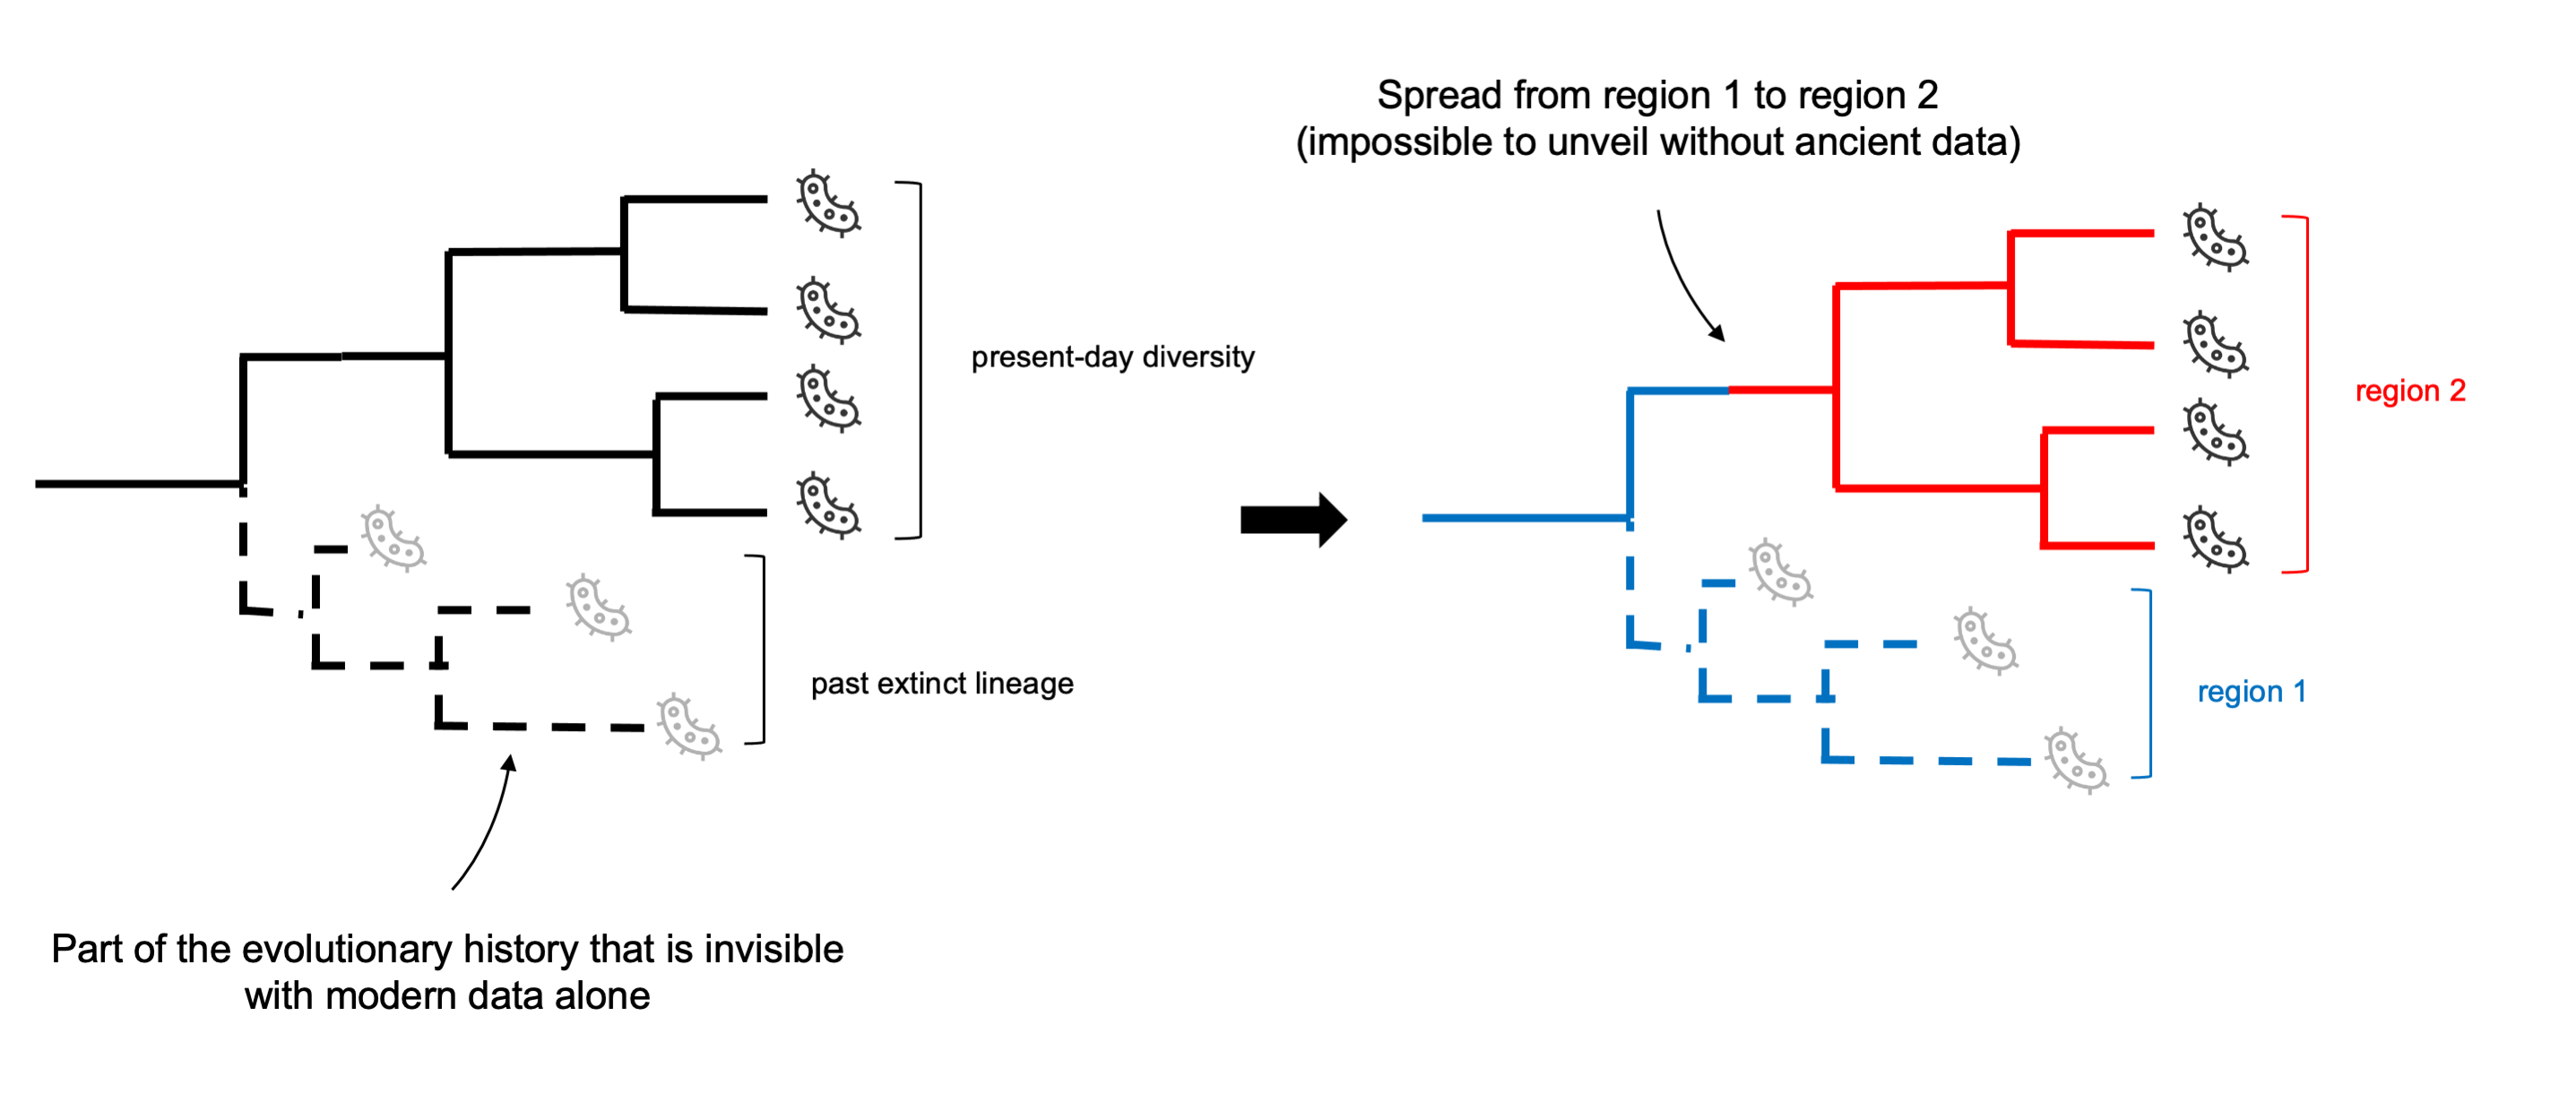 Spread from region 1 to region 2
(impossible to unveil without ancient data)
present-day diversity
past extinct lineage
Part of the evolutionary history that is invisible
with modern data alone
region 2
region 1